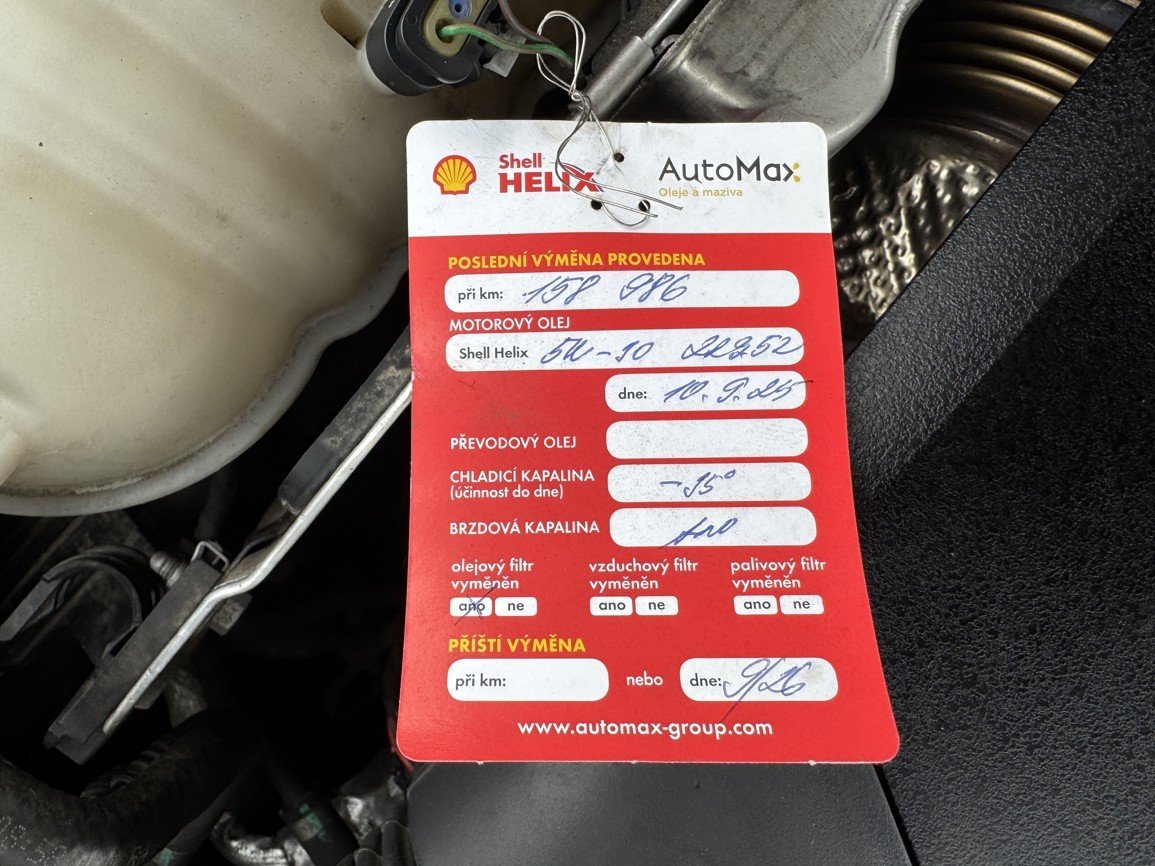 Shell
HELIX
AutoMax
Oleje a maziva
POSLEDNÍ VÝMĚNA PROVEDENA
při km: 158 986
MOTOROVÝ OLEJ
Shell Helix 5W-30 22952
dne: 10.9.25
PŘEVODOVÝ OLEJ
CHLADICÍ KAPALINA
(účinnost do dne)
-35°
BRZDOVÁ KAPALINA
Ano
olejový filtr vzduchový filtr palivový filtr
vyměněn vyměněn vyměněn
ano ne ano ne ano ne
PŘÍŠTÍ VÝMĚNA
při km: nebo dne: 9/26
www.automax-group.com